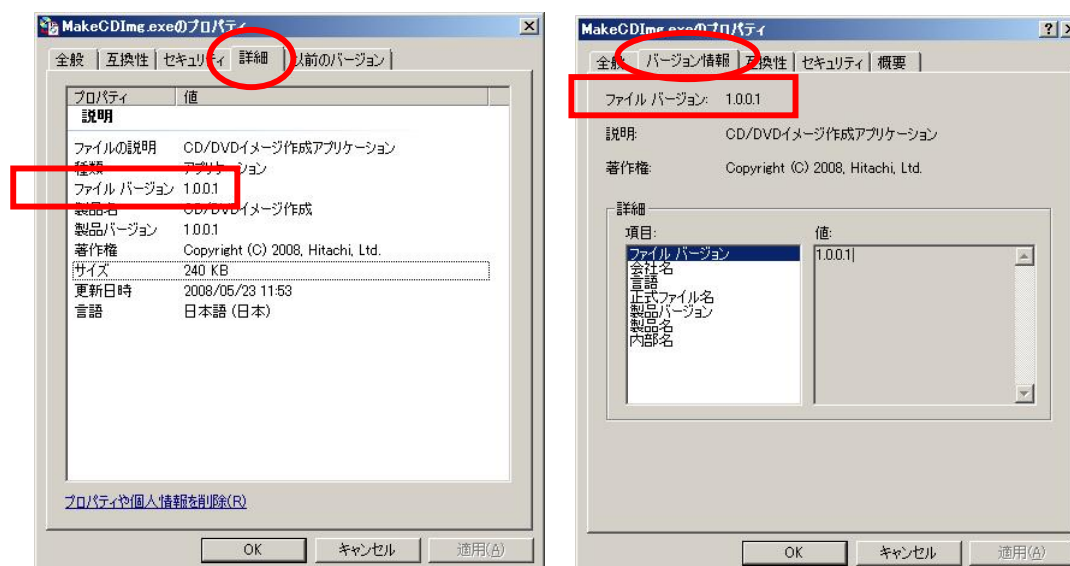 MakeCDImg.exeのプロパティ
全般 互換性 セキュリティ 詳細 以前のバージョン
プロパティ 値
説明
ファイルの説明 CD/DVDイメージ作成アプリケーション
種類 アプリケーション
ファイル バージョン 1.0.0.1
製品名 CD/DVDイメージ作成
製品バージョン 1.0.0.1
著作権 Copyright (C) 2008, Hitachi, Ltd.
サイズ 240 KB
更新日時 2008/05/23 11:53
言語 日本語 (日本)
プロパティや個人情報を削除(R)
OK キャンセル 適用(A)
MakeCDImg.exeのプロパティ
全般 バージョン情報 互換性 セキュリティ 概要
ファイル バージョン: 1.0.0.1
説明: CD/DVDイメージ作成アプリケーション
著作権: Copyright (C) 2008, Hitachi, Ltd.
詳細
項目: 値:
ファイル バージョン 1.0.0.1
会社名
言語
正式ファイル名
製品バージョン
製品名
内部名
OK キャンセル 適用(A)